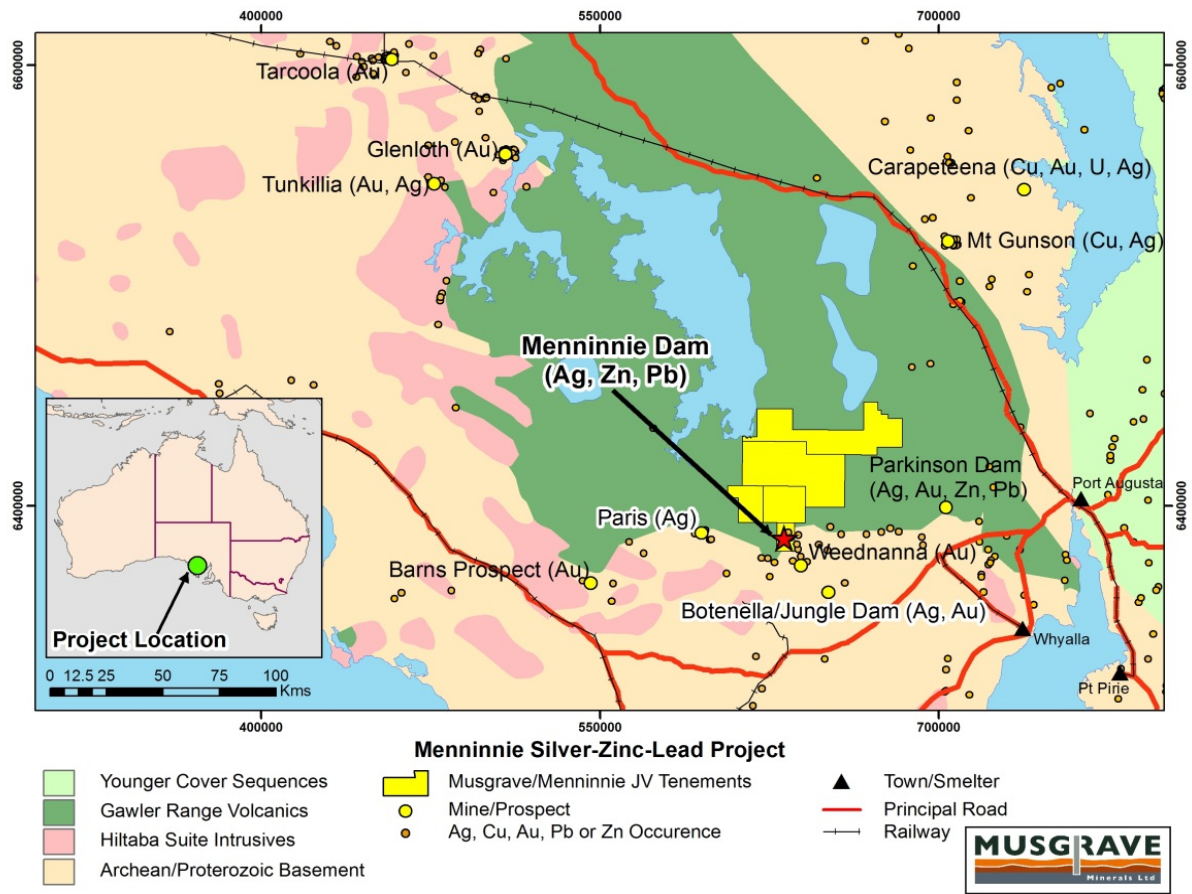 400000
550000
700000
6600000
6600000
Tarcoola (Au)
Glenloth (Au)
Tunkillia (Au, Ag)
Carapeteena (Cu, Au, U, Ag)
Mt Gunson (Cu, Ag)
Menninnie Dam
(Ag, Zn, Pb)
Parkinson Dam
(Ag, Au, Zn, Pb)
Port Augusta
6400000
6400000
Paris (Ag)
Weednanna (Au)
Barns Prospect (Au)
Botenella/Jungle Dam (Ag, Au)
Project Location
Whyalla
0 12.5 25 50 75 100
Kms
Pt Pirie
400000
550000
700000
Menninnie Silver-Zinc-Lead Project
Younger Cover Sequences
Gawler Range Volcanics
Hiltaba Suite Intrusives
Archean/Proterozoic Basement
Musgrave/Menninnie JV Tenements
Mine/Prospect
Ag, Cu, Au, Pb or Zn Occurence
Town/Smelter
Principal Road
Railway
MUSGRAVE
Minerals Ltd